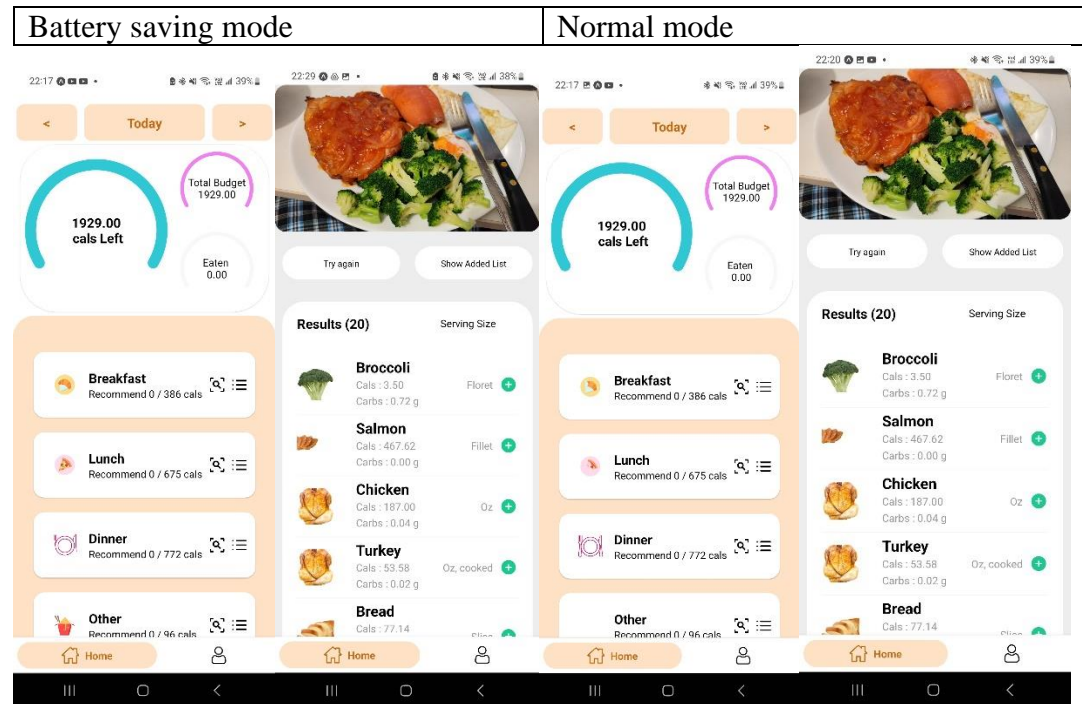 Battery saving mode
Normal mode
22:17
39%
< Today >
1929.00
cals Left
Total Budget
1929.00
Eaten
0.00
Breakfast
Recommend 0 / 386 cals
Lunch
Recommend 0 / 675 cals
Dinner
Recommend 0 / 772 cals
Other
Recommend 0 / 96 cals
Home
22:29
38%
Try again
Show Added List
Results (20)
Serving Size
Broccoli
Cals : 3.50
Floret
Carbs : 0.72 g
Salmon
Cals : 467.62
Fillet
Carbs : 0.00 g
Chicken
Cals : 187.00
Oz
Carbs : 0.04 g
Turkey
Cals : 53.58
Oz, cooked
Carbs : 0.02 g
Bread
Cals : 77.14
Slice
Home
22:17
39%
< Today >
1929.00
cals Left
Total Budget
1929.00
Eaten
0.00
Breakfast
Recommend 0 / 386 cals
Lunch
Recommend 0 / 675 cals
Dinner
Recommend 0 / 772 cals
Other
Recommend 0 / 96 cals
Home
22:20
39%
Try again
Show Added List
Results (20)
Serving Size
Broccoli
Cals : 3.50
Floret
Carbs : 0.72 g
Salmon
Cals : 467.62
Fillet
Carbs : 0.00 g
Chicken
Cals : 187.00
Oz
Carbs : 0.04 g
Turkey
Cals : 53.58
Oz, cooked
Carbs : 0.02 g
Bread
Cals : 77.14
Slice
Home